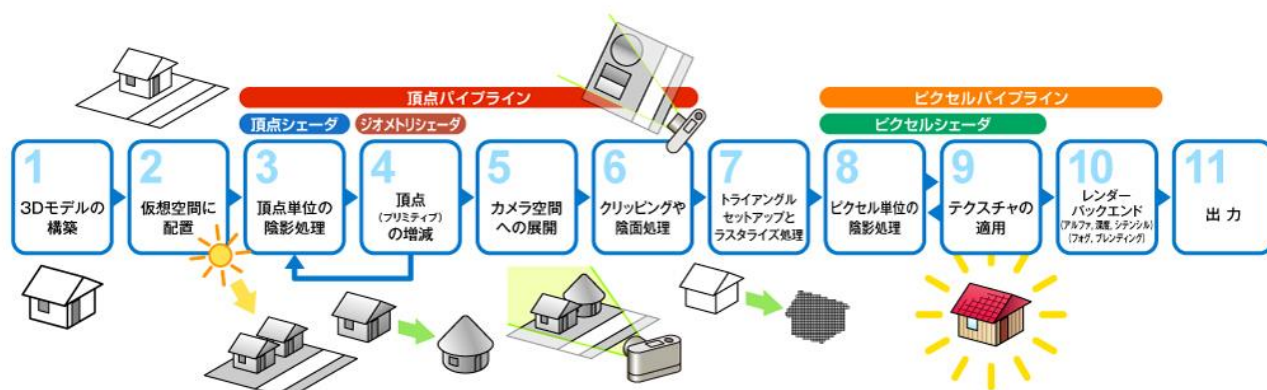 頂点パイプライン
ピクセルパイプライン
頂点シェーダ
ジオメトリシェーダ
ピクセルシェーダ
1
3Dモデルの
構築
2
仮想空間に
配置
3
頂点単位の
陰影処理
4
頂点
(プリミティブ)
の増減
5
カメラ空間
への展開
6
クリッピングや
陰面処理
7
トライアングル
セットアップと
ラスタライズ処理
8
ピクセル単位の
陰影処理
9
テクスチャの
適用
10
レンダー
バックエンド
(アルファ, 深度, シテンシル)
(フォグ, ブレンディング)
11
出力